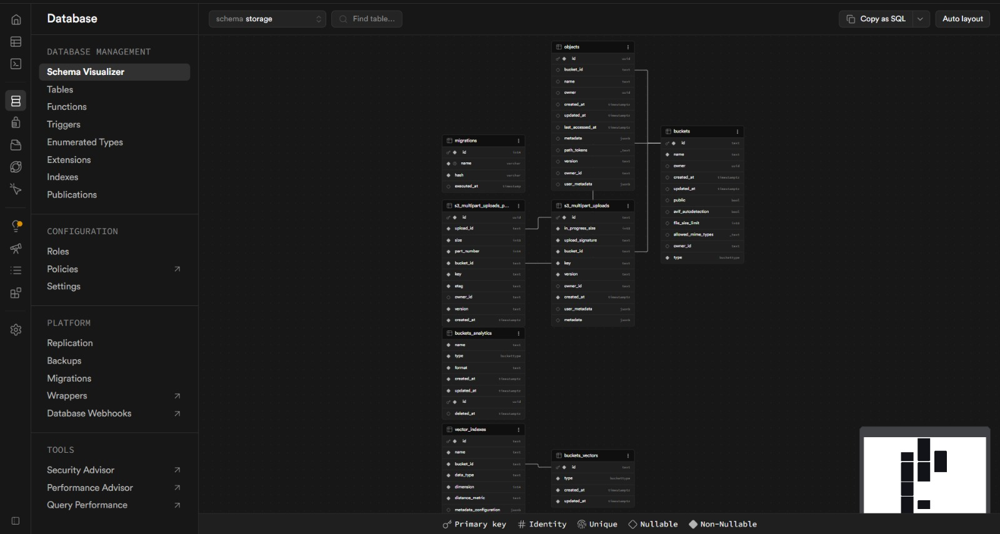 Database
schema storage
Find table...
Copy as SQL
Auto layout
DATABASE MANAGEMENT
Schema Visualizer
Tables
Functions
Triggers
Enumerated Types
Extensions
Indexes
Publications
CONFIGURATION
Roles
Policies
Settings
PLATFORM
Replication
Backups
Migrations
Wrappers
Database Webhooks
TOOLS
Security Advisor
Performance Advisor
Query Performance
objects
id uuid
bucket_id text
name text
owner uuid
created_at timestamptz
updated_at timestamptz
last_accessed_at timestamptz
metadata jsonb
path_tokens _text
version text
owner_id text
user_metadata jsonb
buckets
id text
name text
owner uuid
created_at timestamptz
updated_at timestamptz
public bool
avif_autodetection bool
file_size_limit int8
allowed_mime_types _text
owner_id text
type buckettype
migrations
id int4
name varchar
hash varchar
executed_at timestamp
s3_multipart_uploads_p...
id uuid
upload_id text
size int8
part_number int4
bucket_id text
key text
etag text
owner_id text
version text
created_at timestamptz
s3_multipart_uploads
id text
in_progress_size int8
upload_signature text
bucket_id text
key text
version text
owner_id text
created_at timestamptz
user_metadata jsonb
metadata jsonb
buckets_analytics
name text
type buckettype
format text
created_at timestamptz
updated_at timestamptz
id uuid
deleted_at timestamptz
vector_indexes
id text
name text
bucket_id text
data_type text
dimension int4
distance_metric text
metadata_configuration jsonb
buckets_vectors
id text
type buckettype
created_at timestamptz
updated_at timestamptz
Primary key
Identity
Unique
Nullable
Non-Nullable